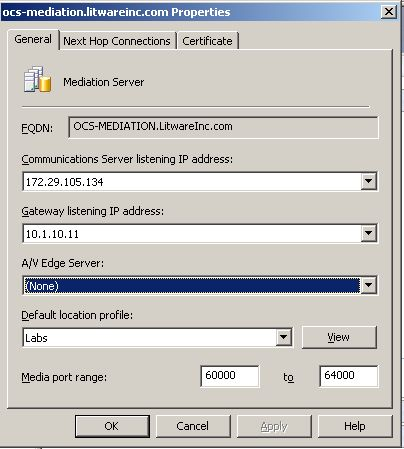 ocs-mediation.litwareinc.com Properties
General Next Hop Connections Certificate
Mediation Server
FQDN: OCS-MEDIATION.LitwareInc.com
Communications Server listening IP address:
172.29.105.134
Gateway listening IP address:
10.1.10.11
A/V Edge Server:
(None)
Default location profile:
Labs View
Media port range: 60000 to 64000
OK Cancel Apply Help